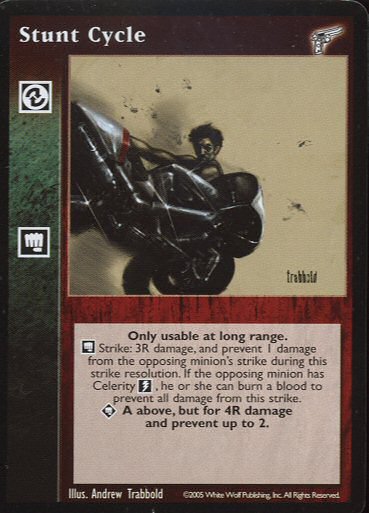 Stunt Cycle
trabbold
Only usable at long range.
Strike: 3R damage, and prevent 1 damage
from the opposing minion's strike during this
strike resolution. If the opposing minion has
Celerity , he or she can burn a blood to
prevent all damage from this strike.
A above, but for 4R damage
and prevent up to 2.
Illus. Andrew Trabbold
©2005 White Wolf Publishing, Inc. All Rights Reserved.